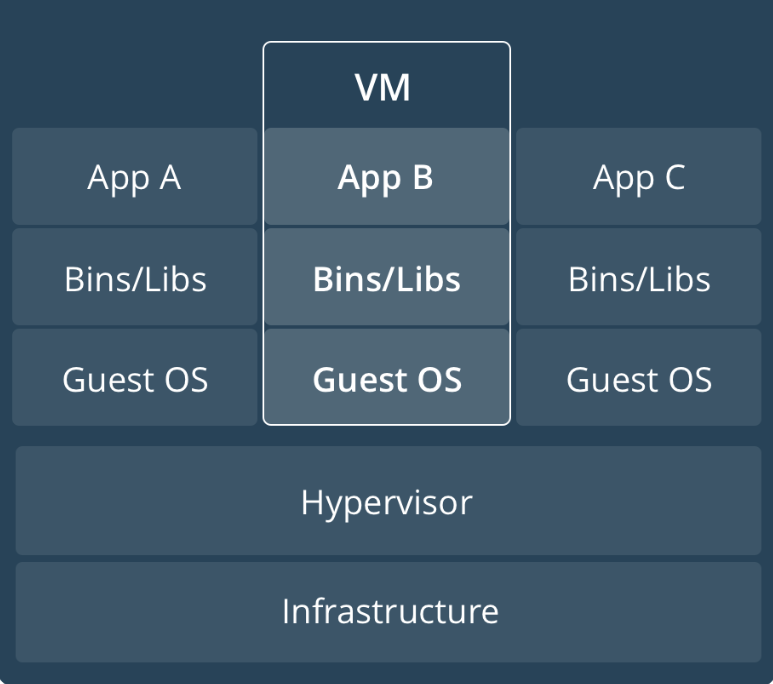 VM
App A
App B
App C
Bins/Libs
Bins/Libs
Bins/Libs
Guest OS
Guest OS
Guest OS
Hypervisor
Infrastructure